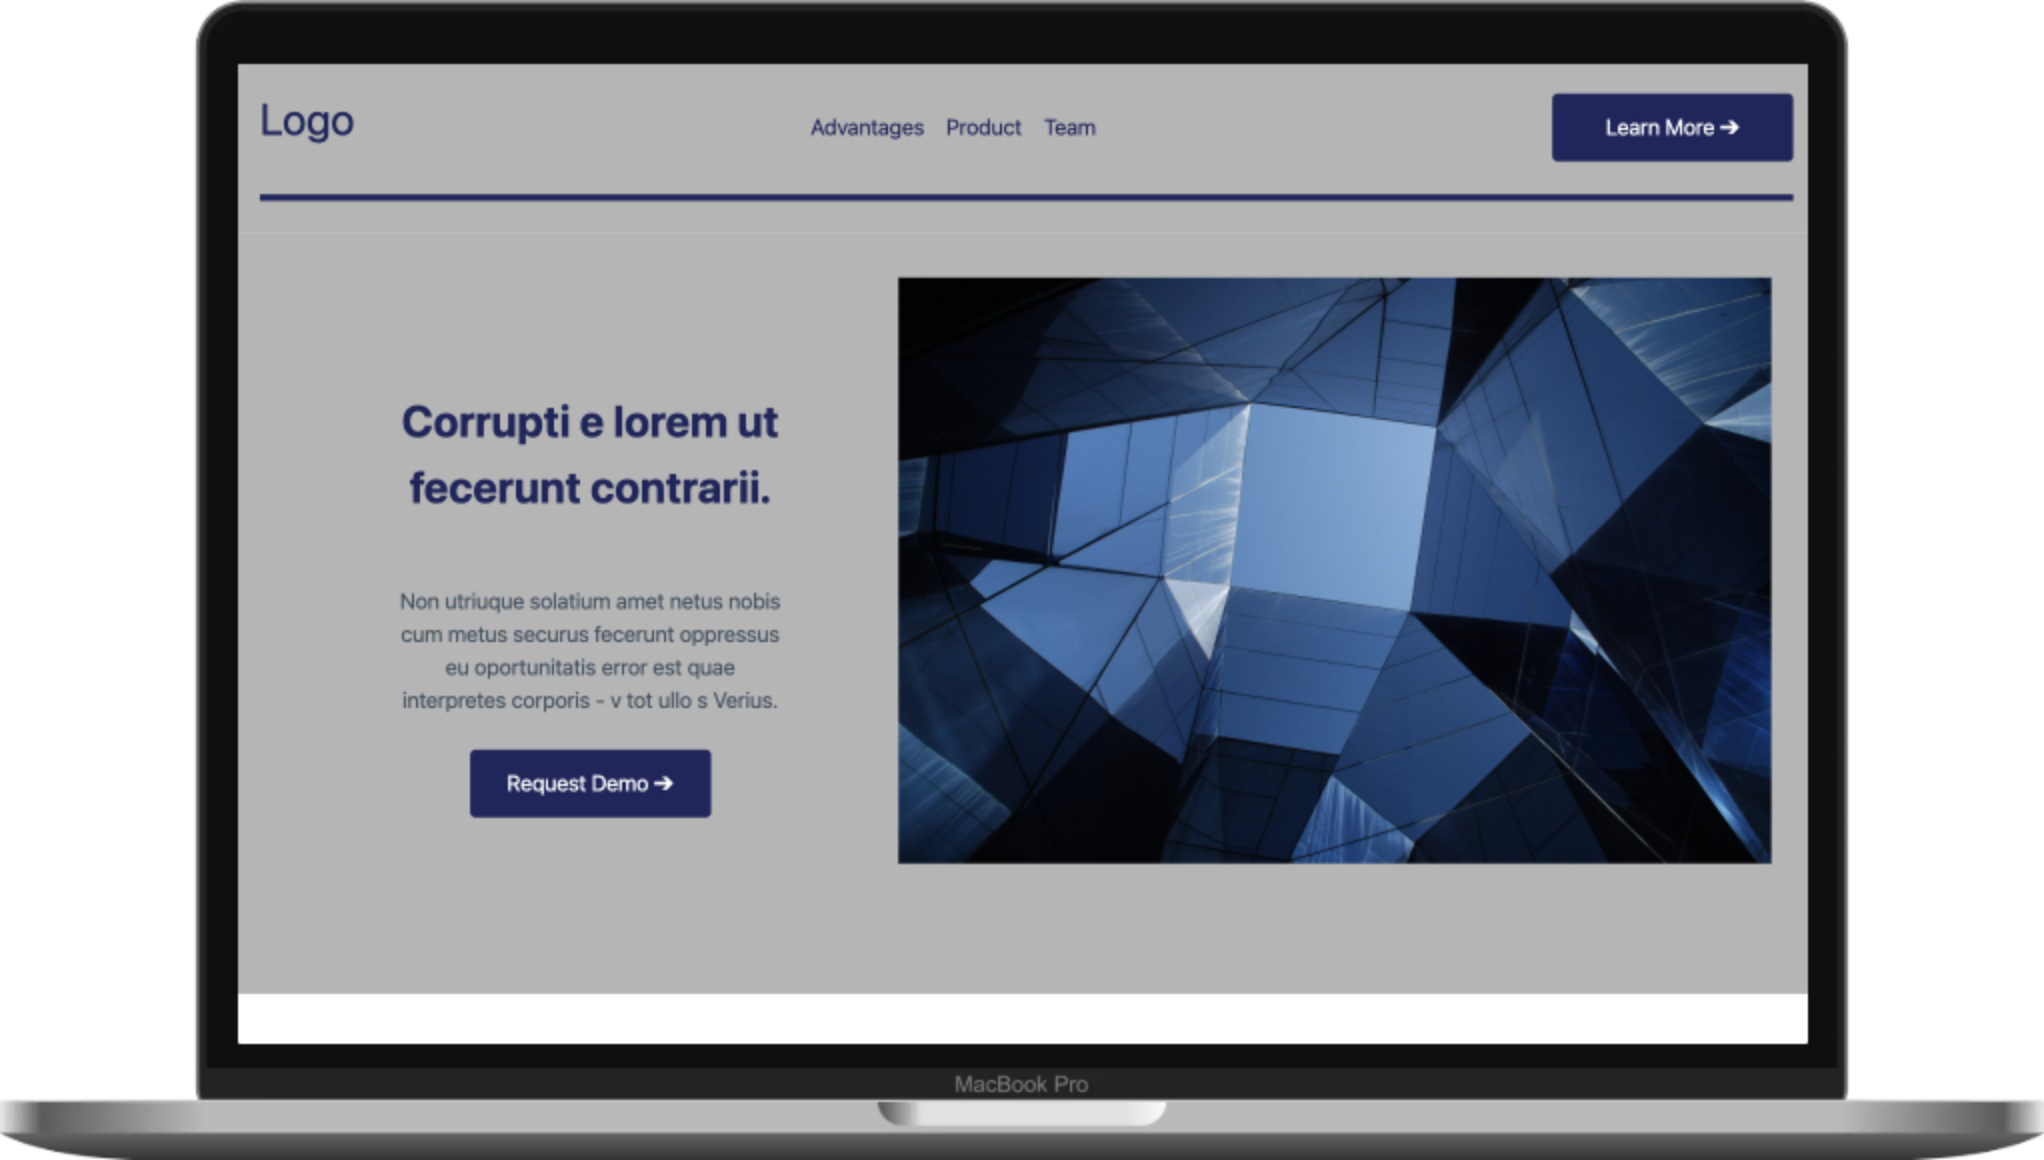 Logo
Advantages Product Team
Learn More →
Corrupti e lorem ut
fecerunt contrarii.
Non utriuque solatium amet netus nobis
cum metus securus fecerunt oppressus
eu oportunitatis error est quae
interpretes corporis - v tot ullo s Verius.
Request Demo →
MacBook Pro